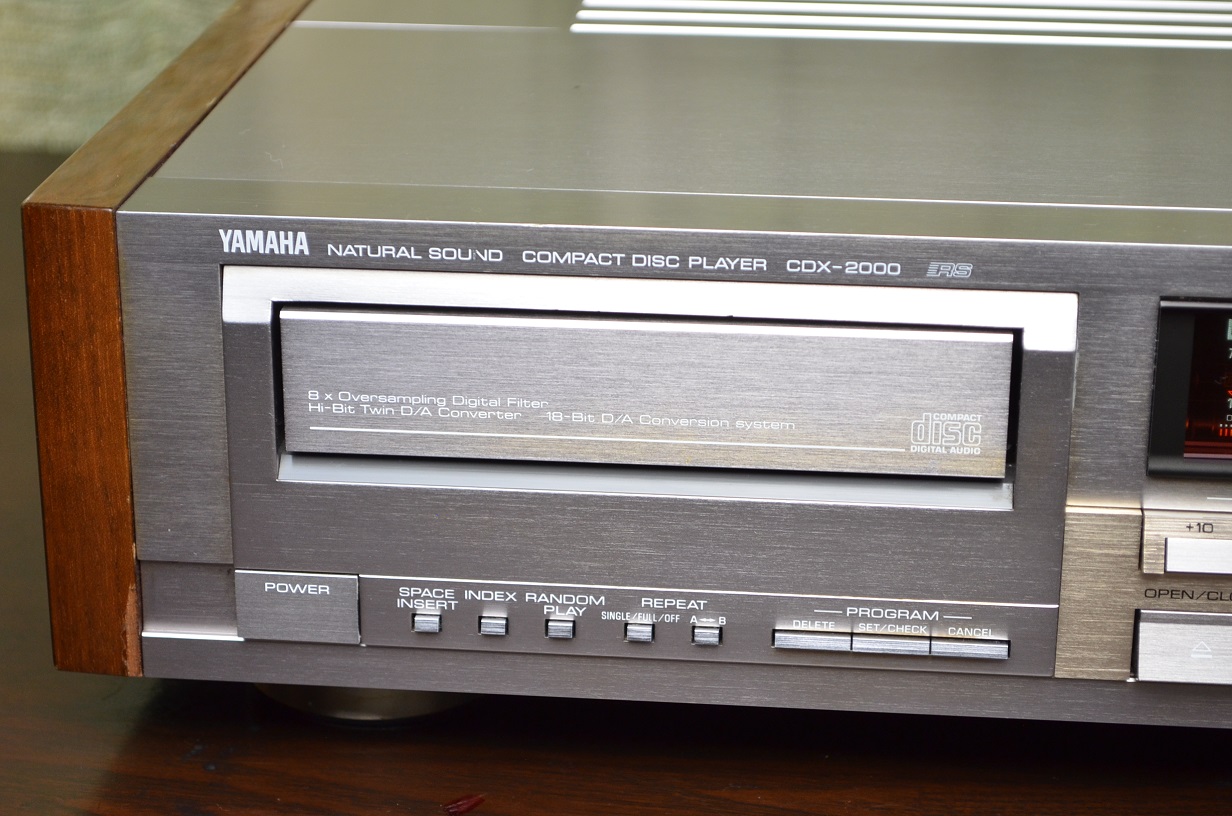 YAMAHA NATURAL SOUND COMPACT DISC PLAYER CDX-2000 RS
8 x Oversampling Digital Filter
Hi-Bit Twin D/A Converter 18-Bit D/A Conversion system
COMPACT
disc
DIGITAL AUDIO
+10
OPEN/CL
POWER
SPACE INSERT
INDEX
RANDOM PLAY
REPEAT
SINGLE/FULL/OFF A↔B
PROGRAM
DELETE SET/CHECK CANCEL